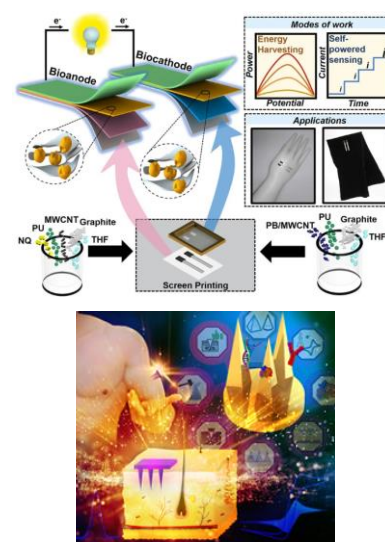 e⁻
e⁻
Bioanode
Biocathode
Modes of work
Energy
Harvesting
Power
Potential
Self-
powered
sensing
Current
i
i
i
Time
Applications
MWCNT
PU
Graphite
NQ
THF
Screen Printing
PU
Graphite
PB/MWCNT
THF